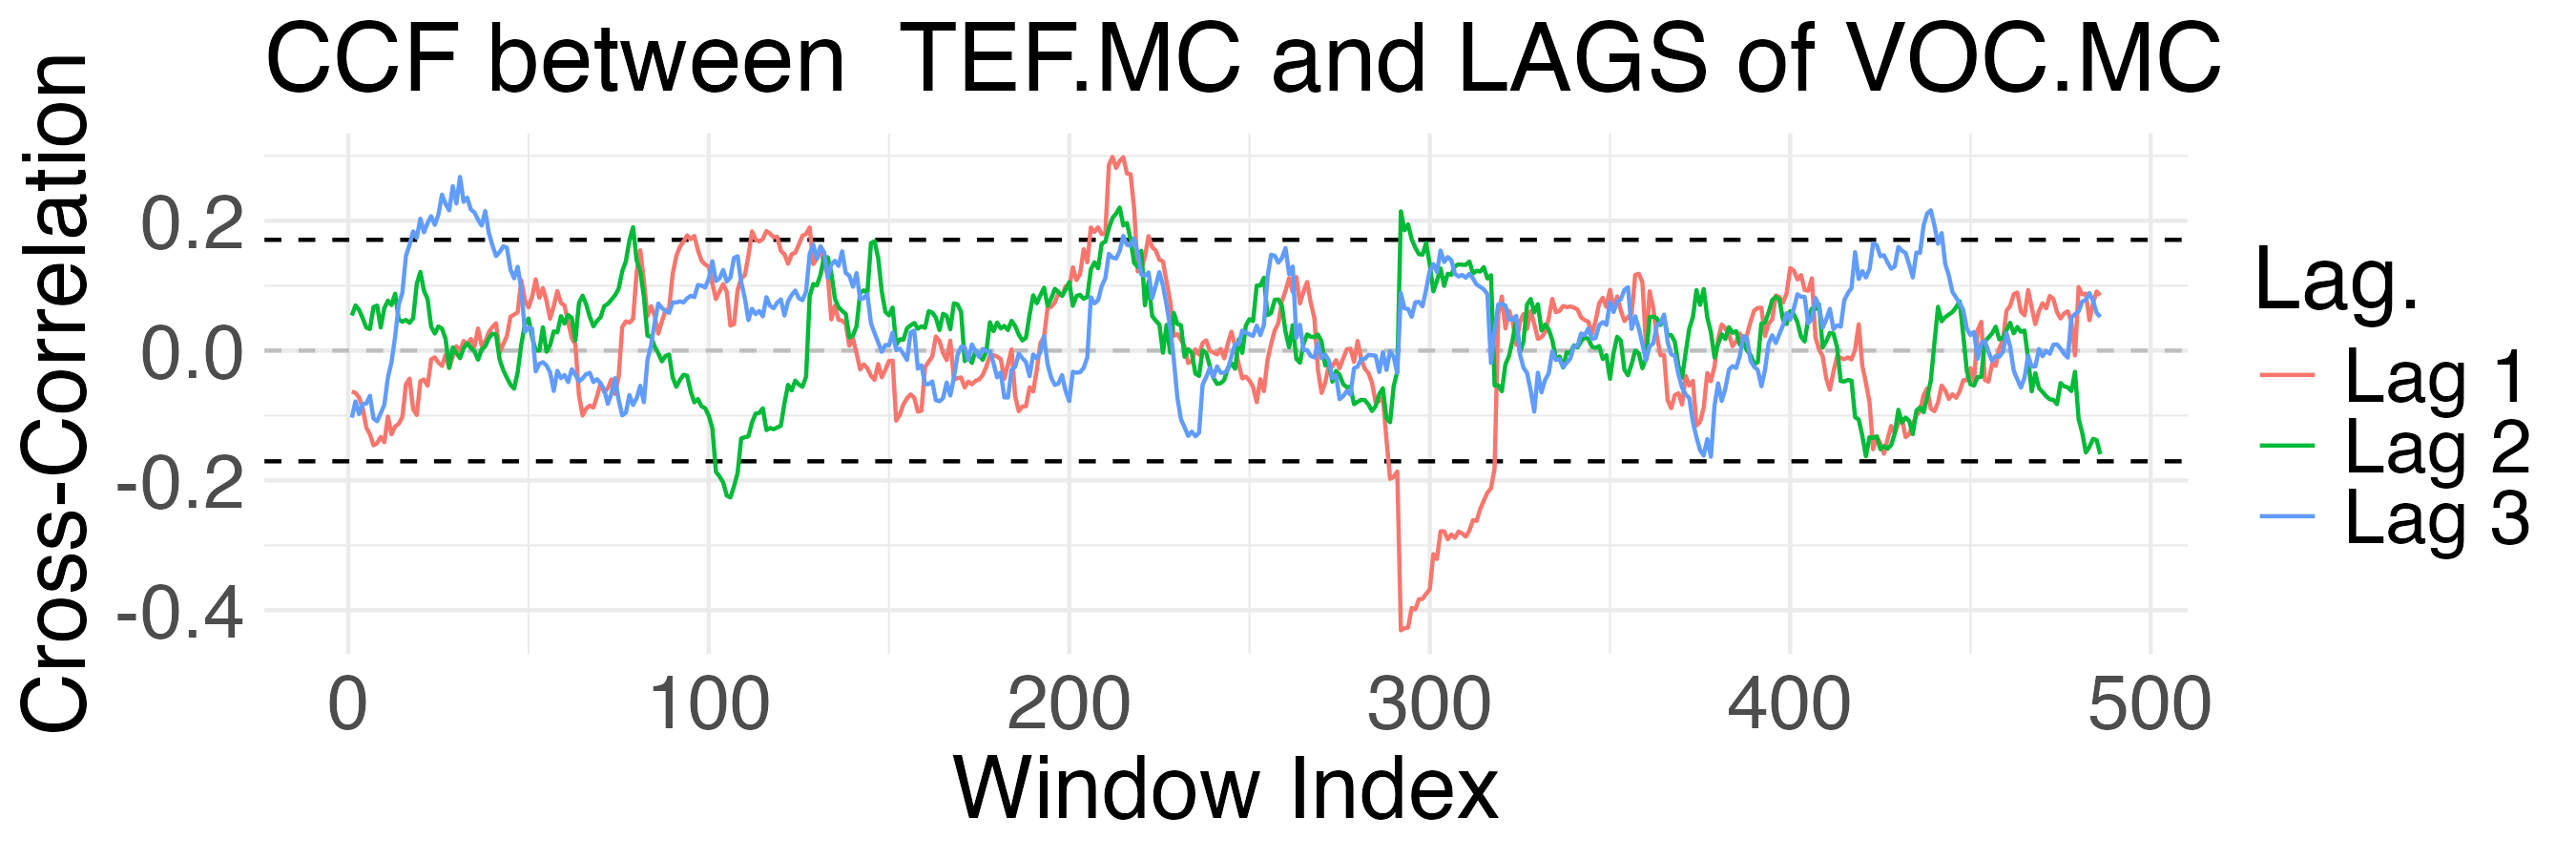 CCF between  TEF.MC and LAGS of VOC.MC
Cross-Correlation
0.2
0.0
-0.2
-0.4
0 100 200 300 400 500
Window Index
Lag.
Lag 1
Lag 2
Lag 3